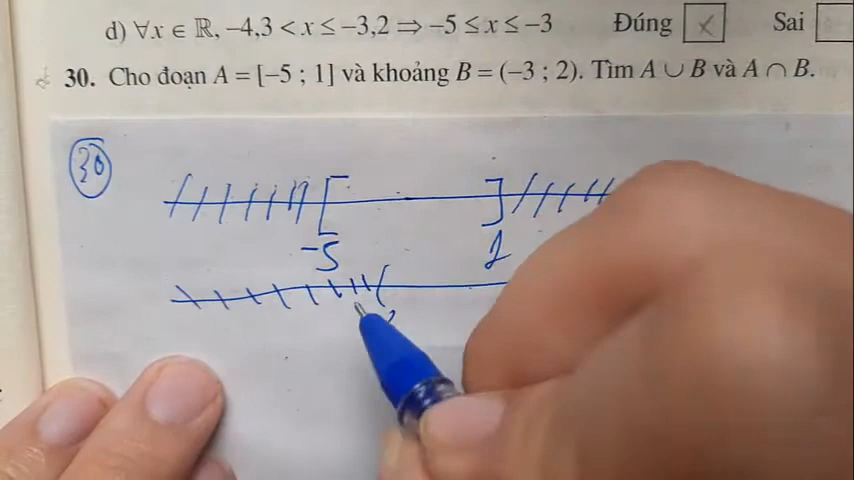 d) ∀x ∈ ℝ, −4,3 < x ≤ −3,2 ⇒ −5 ≤ x ≤ −3 Đúng × Sai
30. Cho đoạn A = [−5 ; 1] và khoảng B = (−3 ; 2). Tìm A ∪ B và A ∩ B.
30
[ ]
−5 1
(